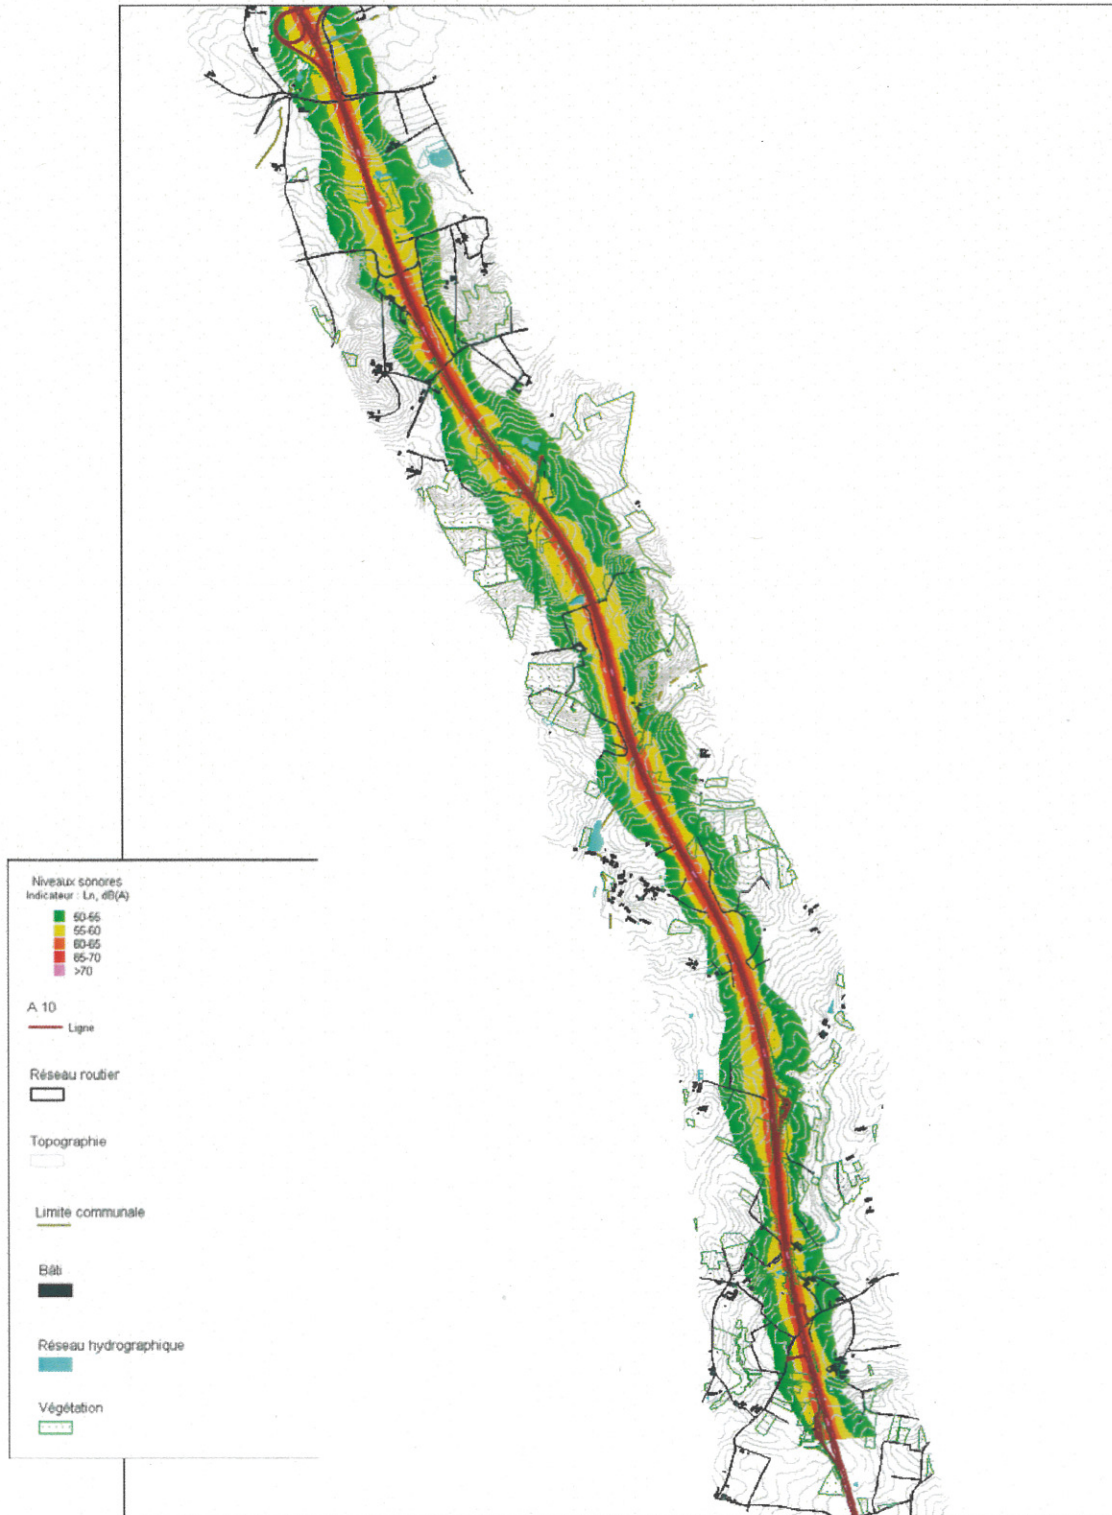 Niveaux sonores
Indicateur : Ln, dB(A)
50-55
55-60
60-65
65-70
>70
A 10
Ligne
Réseau routier
Topographie
Limite communale
Bâti
Réseau hydrographique
Végétation